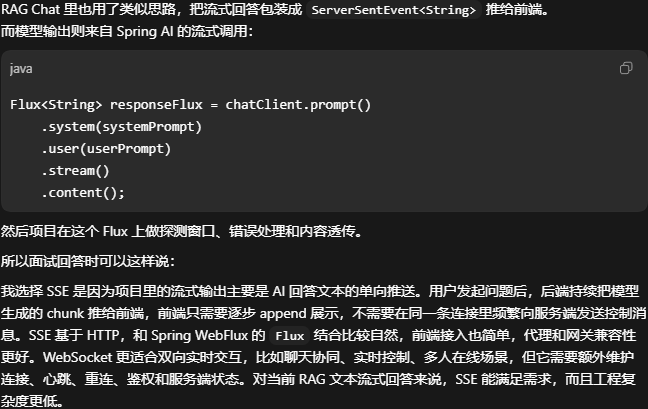 RAG Chat 里也用了类似思路，把流式回答包装成 ServerSentEvent<String> 推给前端。
而模型输出则来自 Spring AI 的流式调用：
java
Flux<String> responseFlux = chatClient.prompt()
    .system(systemPrompt)
    .user(userPrompt)
    .stream()
    .content();
然后项目在这个 Flux 上做探测窗口、错误处理和内容透传。
所以面试回答时可以这样说：
我选择 SSE 是因为项目里的流式输出主要是 AI 回答文本的单向推送。用户发起问题后，后端持续把模型
生成的 chunk 推给前端，前端只需要逐步 append 展示，不需要在同一条连接里频繁向服务端发送控制消
息。SSE 基于 HTTP，和 Spring WebFlux 的 Flux 结合比较自然，前端接入也简单，代理和网关兼容性
更好。WebSocket 更适合双向实时交互，比如聊天协同、实时控制、多人在线场景，但它需要额外维护
连接、心跳、重连、鉴权和服务端状态。对当前 RAG 文本流式回答来说，SSE 能满足需求，而且工程复
杂度更低。